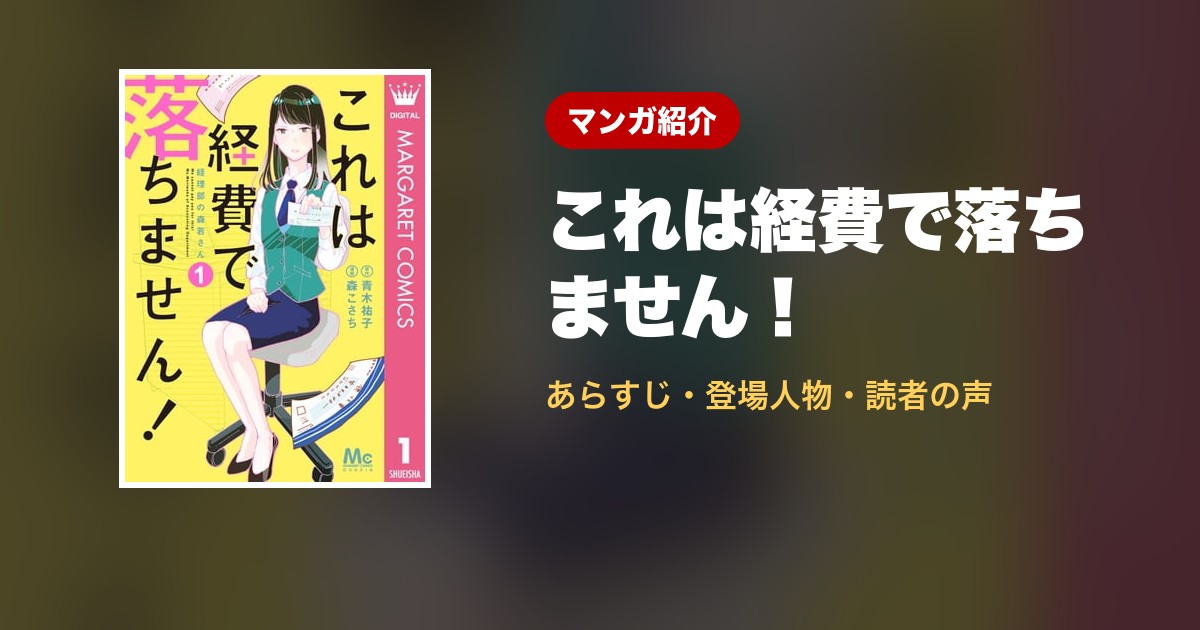 これは
経費で
落ちません！
経理部の森若さん
1
原作 青木祐子
漫画 森こさち
DIGITAL
MARGARET COMICS
1
SHUEISHA
Mc
マンガ紹介
これは経費で落ち
ません！
あらすじ・登場人物・読者の声